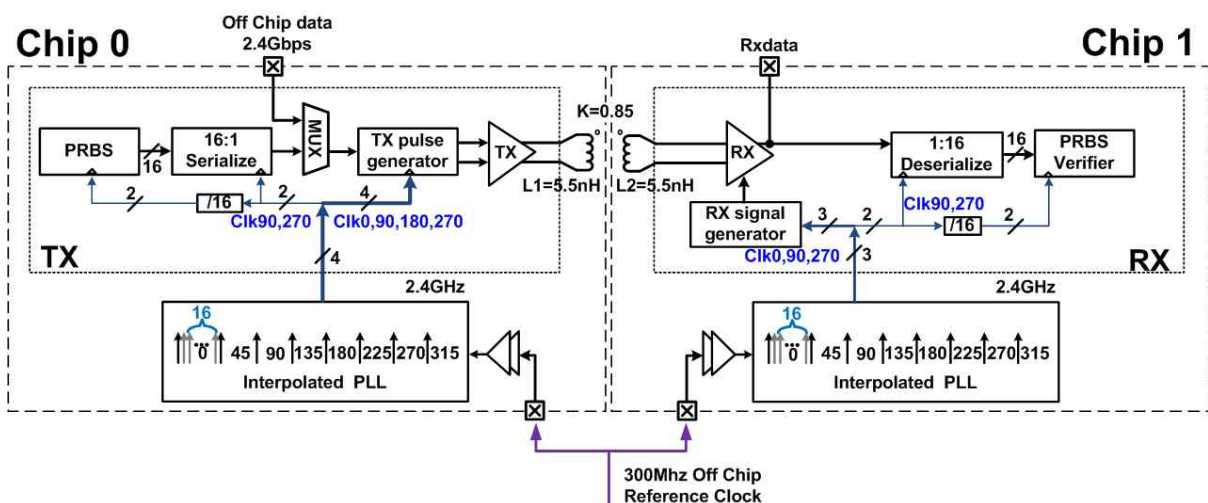 Chip 0
Off Chip data
2.4Gbps
Rxdata
Chip 1
K=0.85
PRBS
16
16:1
Serialize
MUX
TX pulse
generator
TX
L1=5.5nH
L2=5.5nH
RX
1:16
Deserialize
16
PRBS
Verifier
2
/16
2
4
Clk90,270
Clk0,90,180,270
TX
4
RX signal
generator
3
2
Clk90,270
/16
2
Clk0,90,270
3
RX
2.4GHz
16
... 0 45 90 135 180 225 270 315
Interpolated PLL
2.4GHz
16
... 0 45 90 135 180 225 270 315
Interpolated PLL
300Mhz Off Chip
Reference Clock